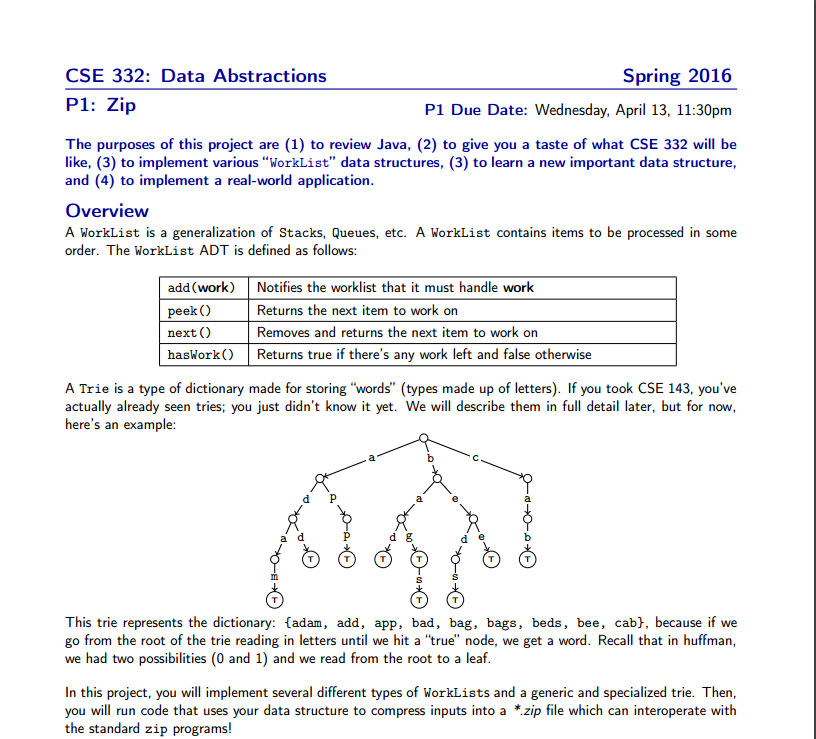 CSE 332: Data Abstractions Spring 2016
P1: Zip P1 Due Date: Wednesday, April 13, 11:30pm
The purposes of this project are (1) to review Java, (2) to give you a taste of what CSE 332 will be
like, (3) to implement various “WorkList” data structures, (3) to learn a new important data structure,
and (4) to implement a real-world application.
Overview
A WorkList is a generalization of Stacks, Queues, etc. A WorkList contains items to be processed in some
order. The WorkList ADT is defined as follows:
add(work) Notifies the worklist that it must handle work
peek() Returns the next item to work on
next() Removes and returns the next item to work on
hasWork() Returns true if there’s any work left and false otherwise
A Trie is a type of dictionary made for storing “words” (types made up of letters). If you took CSE 143, you’ve
actually already seen tries; you just didn’t know it yet. We will describe them in full detail later, but for now,
here’s an example:
a b c
d p a e a
a d p d g d e b
T T T T T T
m s s
T T T
This trie represents the dictionary: {adam, add, app, bad, bag, bags, beds, bee, cab}, because if we
go from the root of the trie reading in letters until we hit a “true” node, we get a word. Recall that in huffman,
we had two possibilities (0 and 1) and we read from the root to a leaf.
In this project, you will implement several different types of WorkLists and a generic and specialized trie. Then,
you will run code that uses your data structure to compress inputs into a *.zip file which can interoperate with
the standard zip programs!